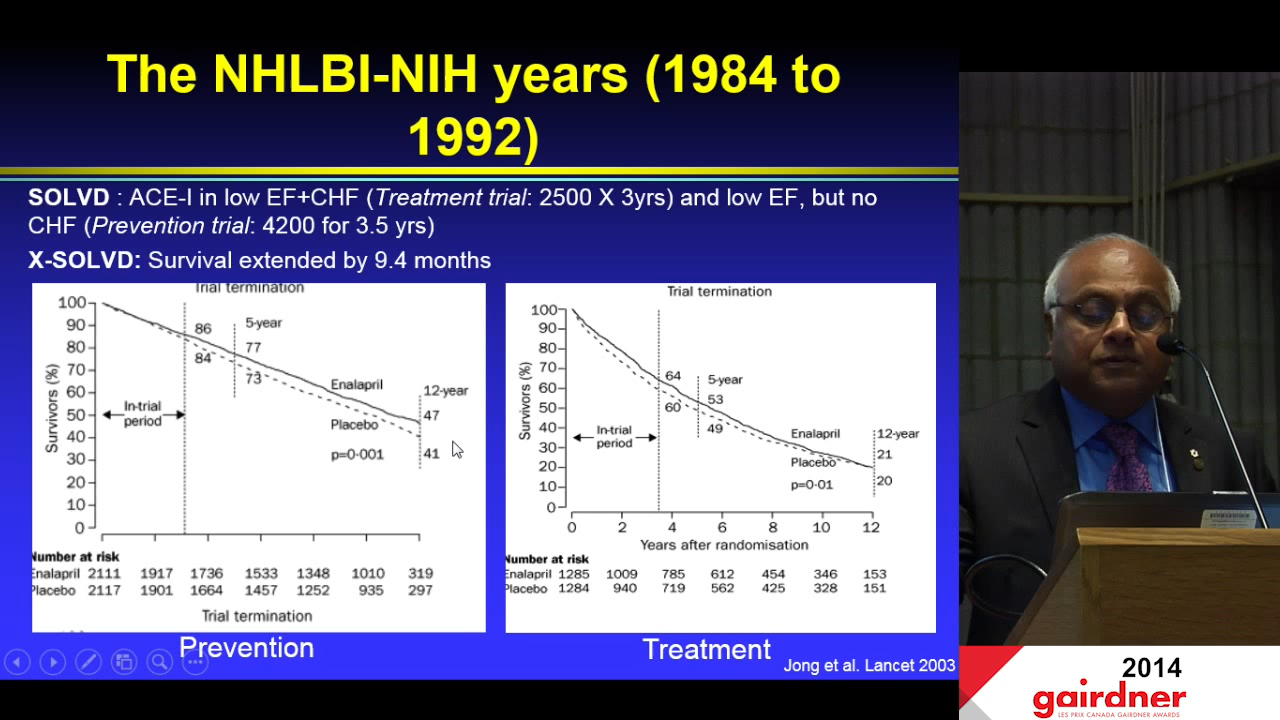 The NHLBI-NIH years (1984 to
1992)
SOLVD : ACE-I in low EF+CHF (Treatment trial: 2500 X 3yrs) and low EF, but no
CHF (Prevention trial: 4200 for 3.5 yrs)
X-SOLVD: Survival extended by 9.4 months
Trial termination
Survivors (%)
100
90
80
70
60
50
40
30
20
10
0
In-trial
period
86
84
5-year
77
73
Enalapril
Placebo
p=0·001
12-year
47
41
Number at risk
Enalapril 2111 1917 1736 1533 1348 1010 319
Placebo 2117 1901 1664 1457 1252 935 297
Trial termination
Prevention
Trial termination
Survivors (%)
100
90
80
70
60
50
40
30
20
10
0
In-trial
period
64
60
5-year
53
49
Enalapril
Placebo
p=0·01
12-year
21
20
0 2 4 6 8 10 12
Years after randomisation
Number at risk
Enalapril 1285 1009 785 612 454 346 153
Placebo 1284 940 719 562 425 328 151
Treatment
Jong et al. Lancet 2003
2014
gairdner
LES PRIX CANADA GAIRDNER AWARDS